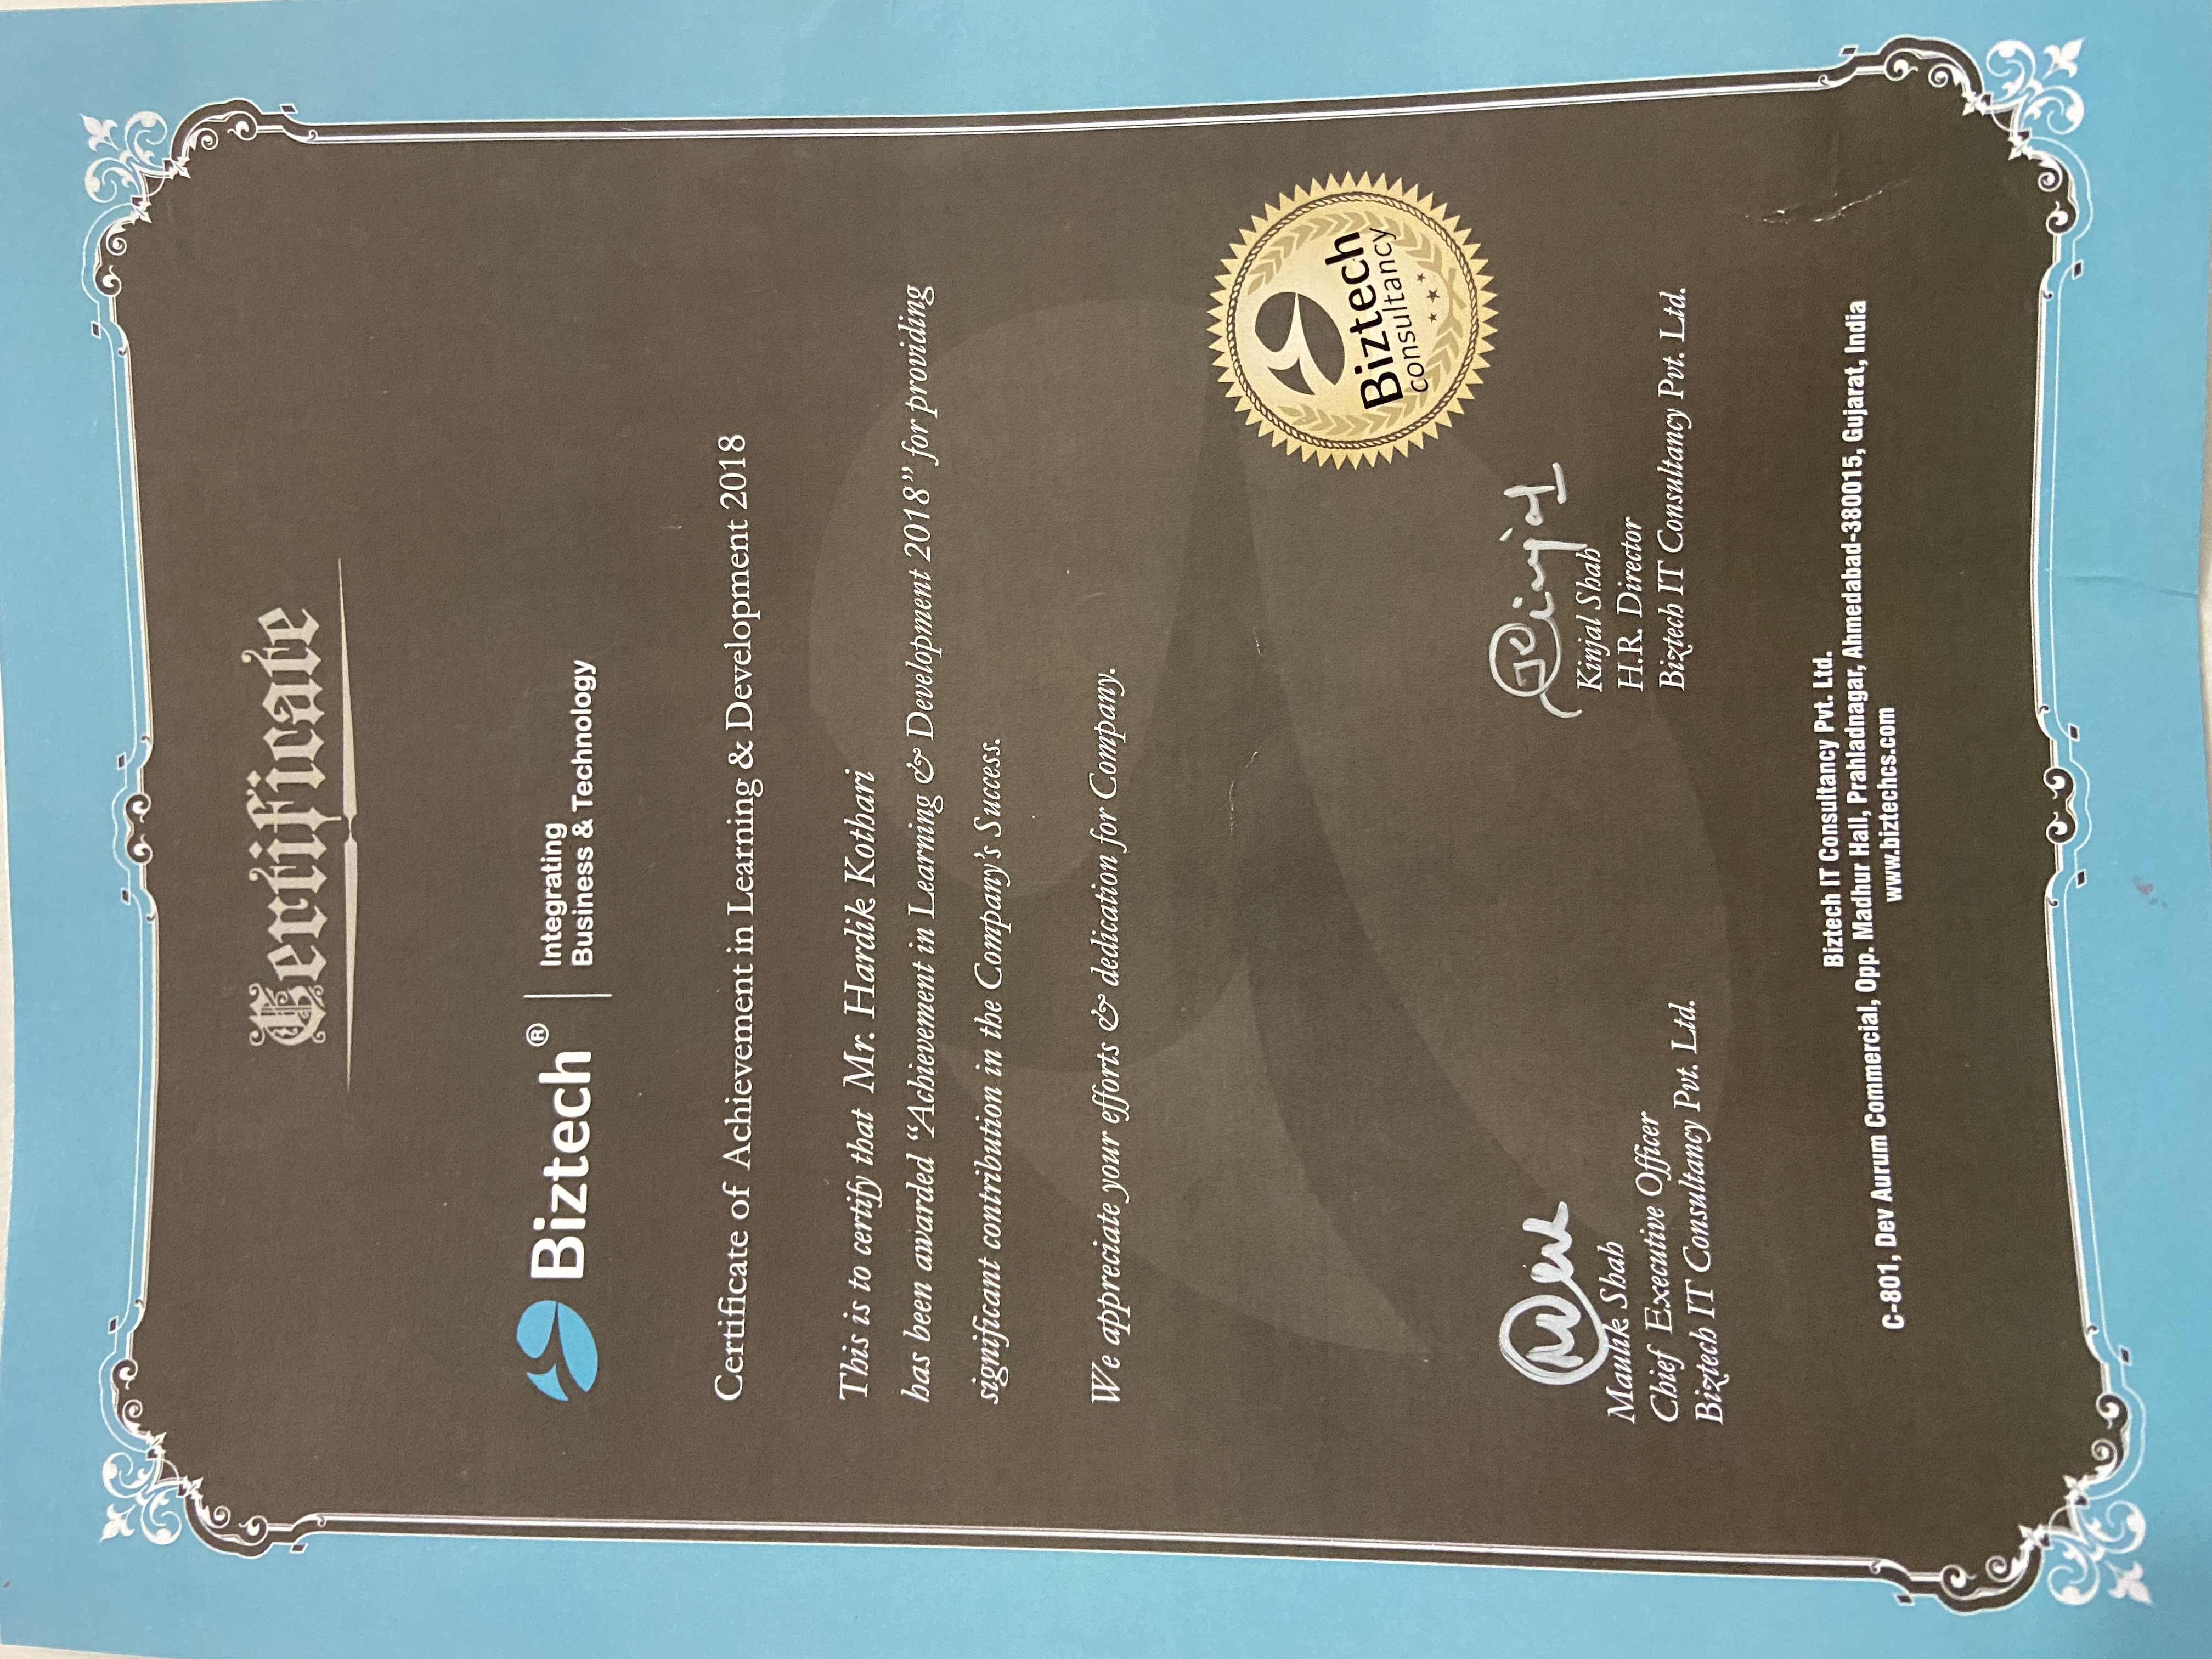 Certificate
Biztech® | Integrating
Business & Technology
Certificate of Achievement in Learning & Development 2018
This is to certify that Mr. Hardik Kothari
has been awarded “Achievement in Learning & Development 2018” for providing
significant contribution in the Company’s Success.
We appreciate your efforts & dedication for Company.
Biztech
consultancy
Maulik Shah
Chief Executive Officer
Biztech IT Consultancy Pvt. Ltd.
Kinjal
Kinjal Shah
H.R. Director
Biztech IT Consultancy Pvt. Ltd.
Biztech IT Consultancy Pvt. Ltd.
C-801, Dev Aurum Commercial, Opp. Madhur Hall, Prahladnagar, Ahmedabad-380015, Gujarat, India
www.biztechcs.com